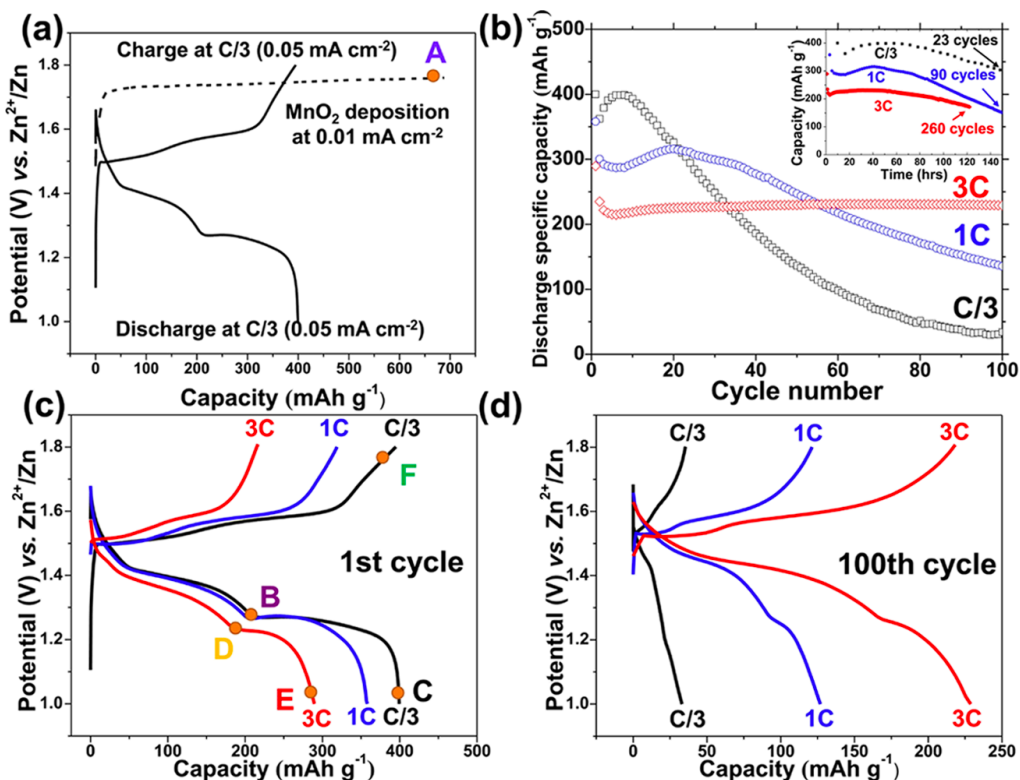 (a)
Potential (V) vs. Zn2+/Zn
1.8
1.6
1.4
1.2
1.0
Charge at C/3 (0.05 mA cm-2)
A
MnO2 deposition
at 0.01 mA cm-2
Discharge at C/3 (0.05 mA cm-2)
0 100 200 300 400 500 600 700
Capacity (mAh g-1)
(b)
Discharge specific capacity (mAh g-1)
500
400
300
200
100
0
3C
1C
C/3
0 20 40 60 80 100
Cycle number
Capacity (mAh g-1)
400
300
200
100
0
C/3
1C
3C
23 cycles
90 cycles
260 cycles
0 20 40 60 80 100 120 140
Time (hrs)
(c)
Potential (V) vs. Zn2+/Zn
1.8
1.6
1.4
1.2
1.0
3C 1C C/3
F
1st cycle
B
D
E
C
3C 1C C/3
0 100 200 300 400 500
Capacity (mAh g-1)
(d)
Potential (V) vs. Zn2+/Zn
1.8
1.6
1.4
1.2
1.0
C/3 1C 3C
100th cycle
C/3 1C 3C
0 50 100 150 200 250
Capacity (mAh g-1)